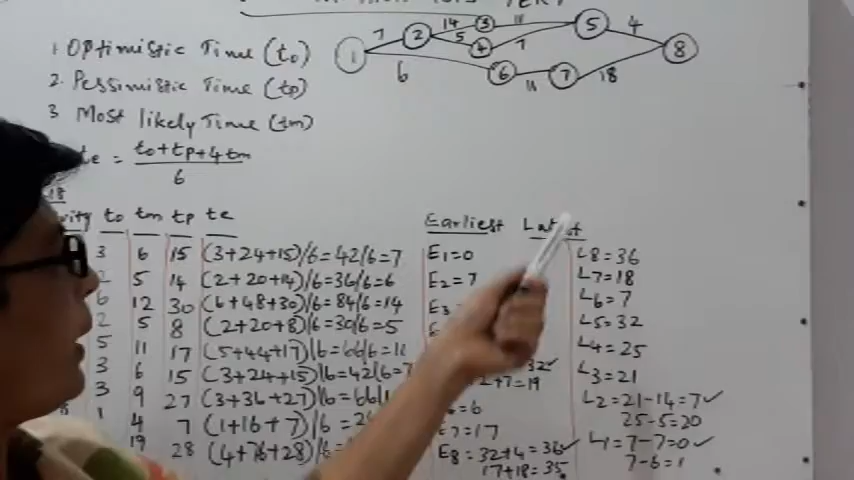 1. Optimistic Time (to)
2. Pessimistic Time (tp)
3 Most likely Time (tm)
te = to+tp+4tm
6
7 14 11 4
5 7
6 11 18
1 2 3 4 5 6 7 8
18
to tm tp te
3 6 15 (3+24+15)/6=42/6=7
2 5 14 (2+20+14)/6=36/6=6
6 12 30 (6+48+30)/6=84/6=14
2 5 8 (2+20+8)/6=30/6=5
5 11 17 (5+44+17)/6=66/6=11
3 6 15 (3+24+15)/6=42/6=7
3 9 27 (3+36+27)/6=66/
1 4 7 (1+16+7)/6=
19 28 (4+76+28)/6=
Earliest Latest
E1=0
E2=7
E3
32✓
+7=19
=6
E7=17
E8=32+4=36✓
17+18=35
L8=36
L7=18
L6=7
L5=32
L4=25
L3=21
L2=21-14=7✓
25-5=20
L1=7-7=0✓
7-6=1